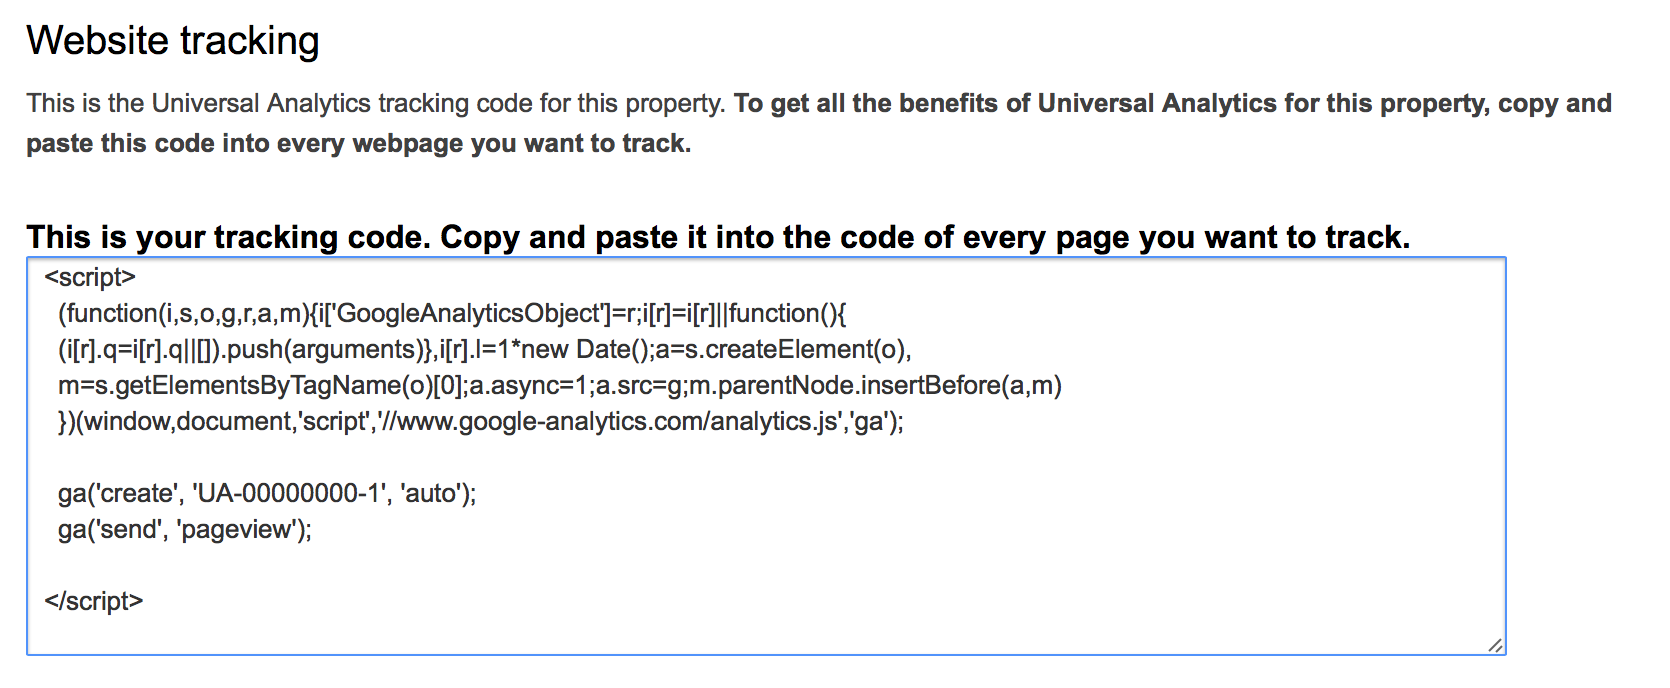 Website tracking
This is the Universal Analytics tracking code for this property. To get all the benefits of Universal Analytics for this property, copy and
paste this code into every webpage you want to track.
This is your tracking code. Copy and paste it into the code of every page you want to track.
<script>
(function(i,s,o,g,r,a,m){i['GoogleAnalyticsObject']=r;i[r]=i[r]||function(){
(i[r].q=i[r].q||[]).push(arguments)},i[r].l=1*new Date();a=s.createElement(o),
m=s.getElementsByTagName(o)[0];a.async=1;a.src=g;m.parentNode.insertBefore(a,m)
})(window,document,'script','//www.google-analytics.com/analytics.js','ga');
ga('create', 'UA-00000000-1', 'auto');
ga('send', 'pageview');
</script>